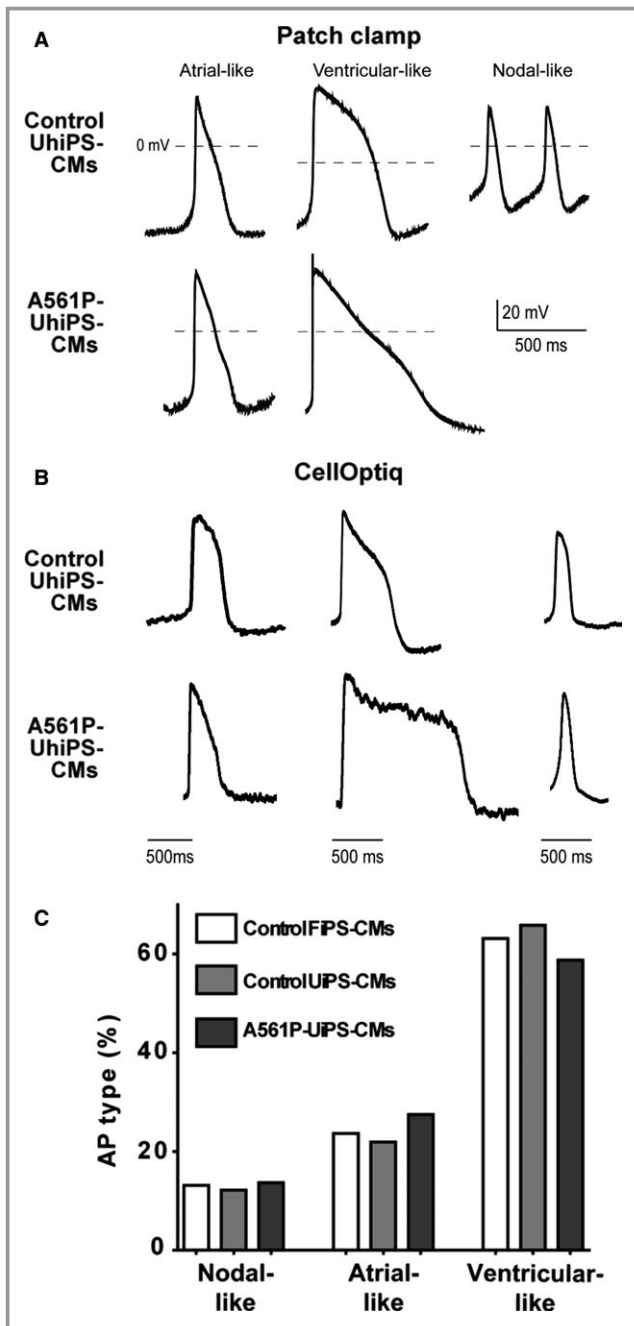 A
Patch clamp
Atrial-like
Ventricular-like
Nodal-like
Control
UhiPS-
CMs
0 mV
A561P-
UhiPS-
CMs
20 mV
500 ms
B
CellOptiq
Control
UhiPS-
CMs
A561P-
UhiPS-
CMs
500ms
500 ms
500 ms
C
AP type (%)
60
40
20
0
ControlFiPS-CMs
ControlUiPS-CMs
A561P-UiPS-CMs
Nodal-
like
Atrial-
like
Ventricular-
like